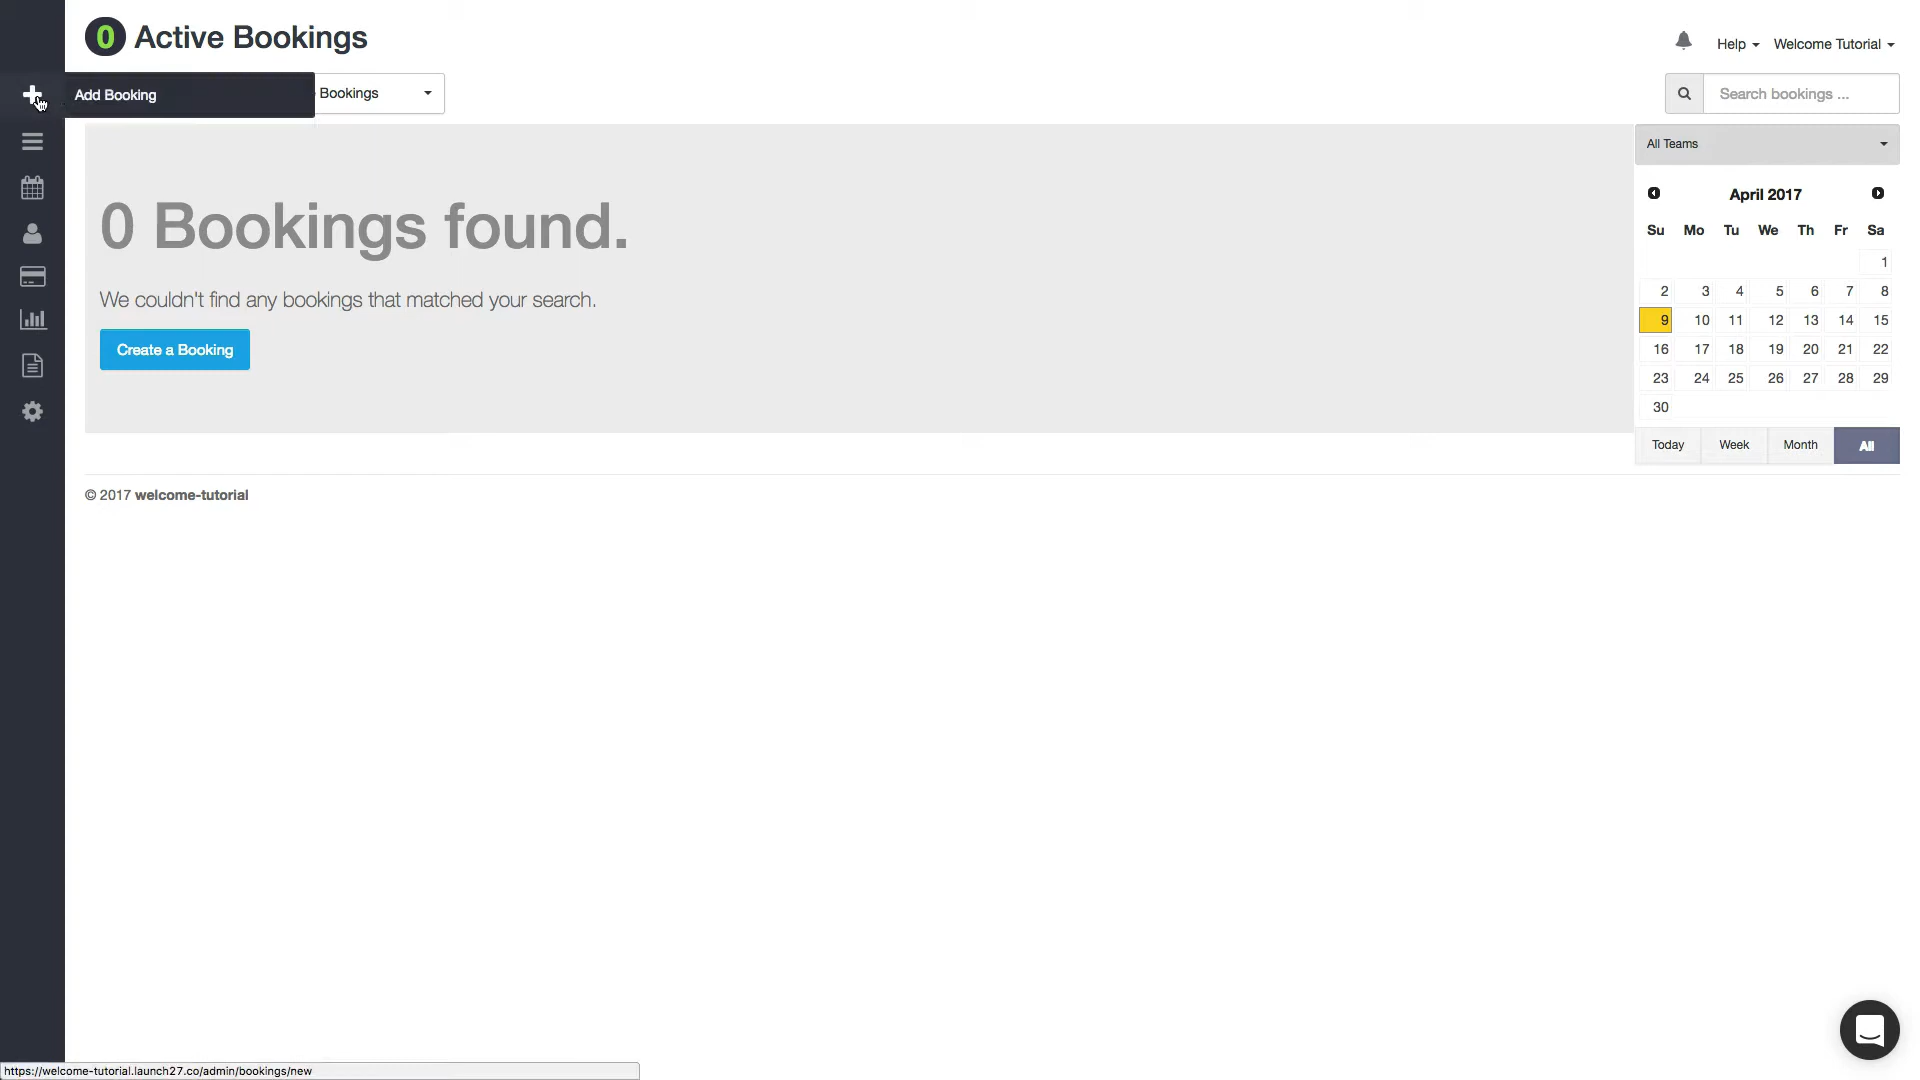 0 Active Bookings
Help
Welcome Tutorial
Add Booking
Bookings
Search bookings ...
0 Bookings found.
We couldn't find any bookings that matched your search.
Create a Booking
All Teams
April 2017
Su Mo Tu We Th Fr Sa
1
2 3 4 5 6 7 8
9 10 11 12 13 14 15
16 17 18 19 20 21 22
23 24 25 26 27 28 29
30
Today Week Month All
© 2017 welcome-tutorial
https://welcome-tutorial.launch27.co/admin/bookings/new